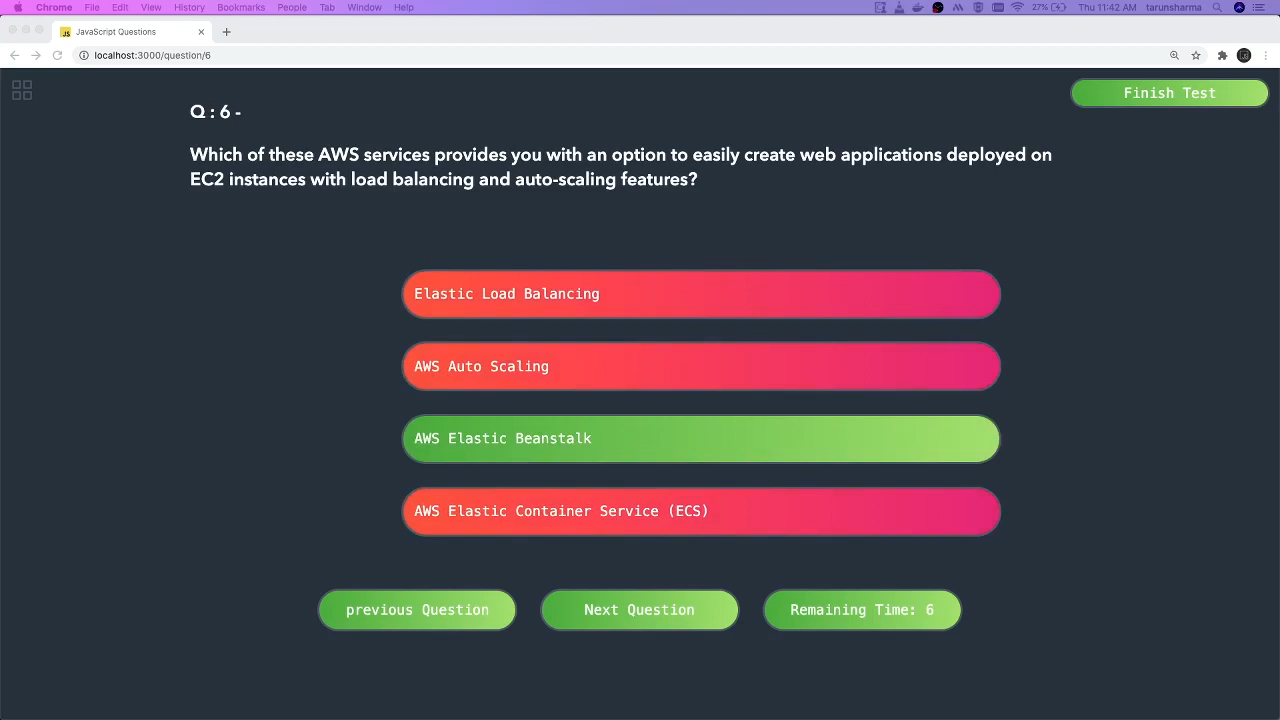 Chrome File Edit View History Bookmarks People Tab Window Help 27% Thu 11:42 AM tarunsharma
JS JavaScript Questions
localhost:3000/question/6
Finish Test
Q : 6 -
Which of these AWS services provides you with an option to easily create web applications deployed on
EC2 instances with load balancing and auto-scaling features?
Elastic Load Balancing
AWS Auto Scaling
AWS Elastic Beanstalk
AWS Elastic Container Service (ECS)
previous Question Next Question Remaining Time: 6